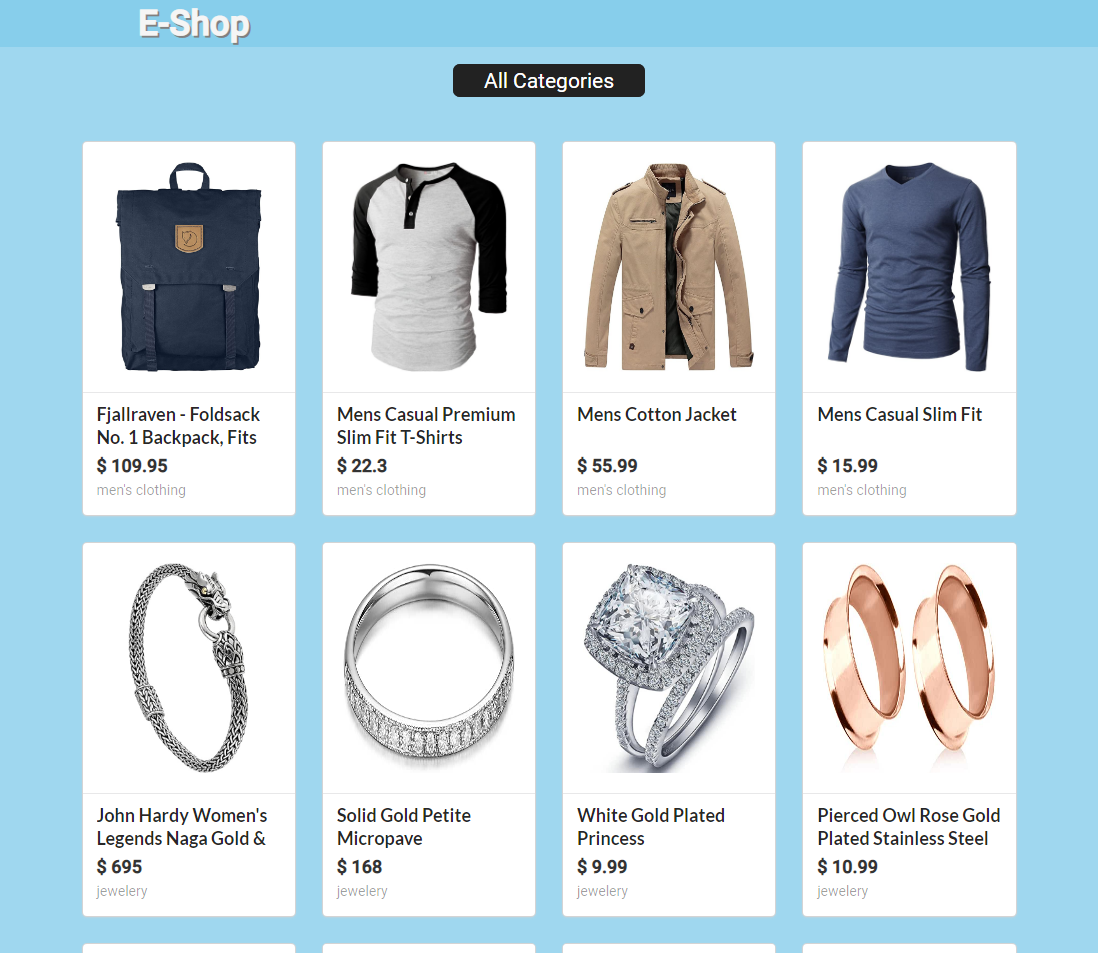 E-Shop
All Categories
Fjallraven - Foldsack
No. 1 Backpack, Fits
$ 109.95
men's clothing
Mens Casual Premium
Slim Fit T-Shirts
$ 22.3
men's clothing
Mens Cotton Jacket
$ 55.99
men's clothing
Mens Casual Slim Fit
$ 15.99
men's clothing
John Hardy Women's
Legends Naga Gold &
$ 695
jewelery
Solid Gold Petite
Micropave
$ 168
jewelery
White Gold Plated
Princess
$ 9.99
jewelery
Pierced Owl Rose Gold
Plated Stainless Steel
$ 10.99
jewelery